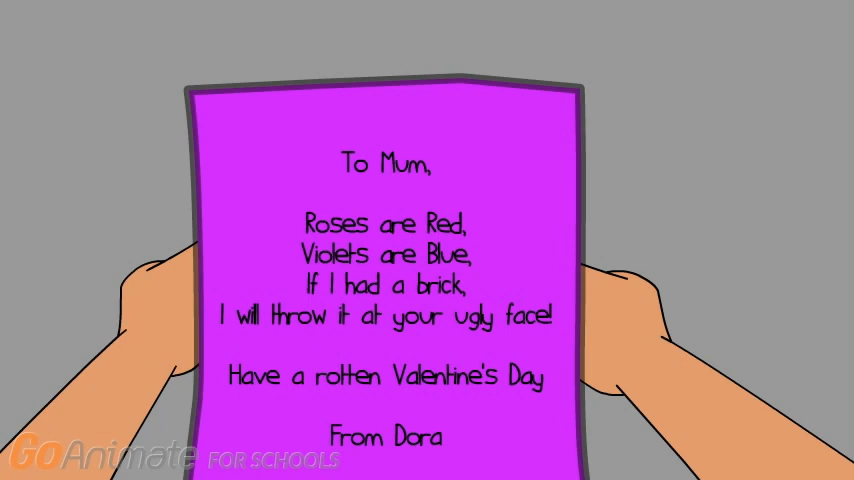 To Mum,
Roses are Red,
Violets are Blue,
If I had a brick,
I will throw it at your ugly face!
Have a rotten Valentine's Day
From Dora
GoAnimate FOR SCHOOLS